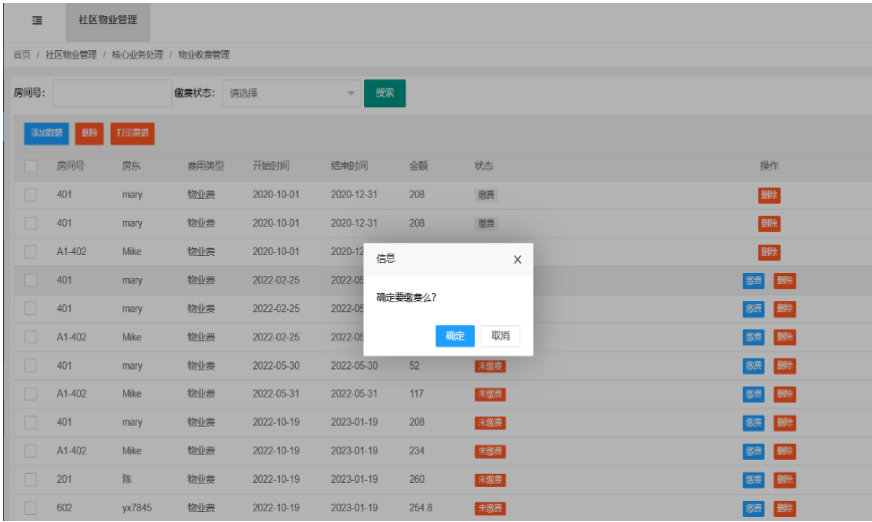 社区物业管理
首页 / 社区物业管理 / 核心业务处理 / 物业收费管理
房间号: 缴费状态: 请选择 搜索
添加数据 删除 打印票据
房间号 房东 费用类型 开始时间 结束时间 金额 状态 操作
401 mary 物业费 2020-10-01 2020-12-31 208 缴费 删除
401 mary 物业费 2020-10-01 2020-12-31 208 缴费 删除
A1-402 Mike 物业费 2020-10-01 2020-12 删除
信息 X
401 mary 物业费 2022-02-25 2022-05 缴费 删除
确定要缴费么?
401 mary 物业费 2022-02-25 2022-05 缴费 删除
A1-402 Mike 物业费 2022-02-25 2022-05 缴费 删除
确定 取消
401 mary 物业费 2022-05-30 2022-05-30 52 未缴费 缴费 删除
A1-402 Mike 物业费 2022-05-31 2022-05-31 117 未缴费 缴费 删除
401 mary 物业费 2022-10-19 2023-01-19 208 未缴费 缴费 删除
A1-402 Mike 物业费 2022-10-19 2023-01-19 234 未缴费 缴费 删除
201 陈 物业费 2022-10-19 2023-01-19 260 未缴费 缴费 删除
602 yx7845 物业费 2022-10-19 2023-01-19 254.8 未缴费 缴费 删除